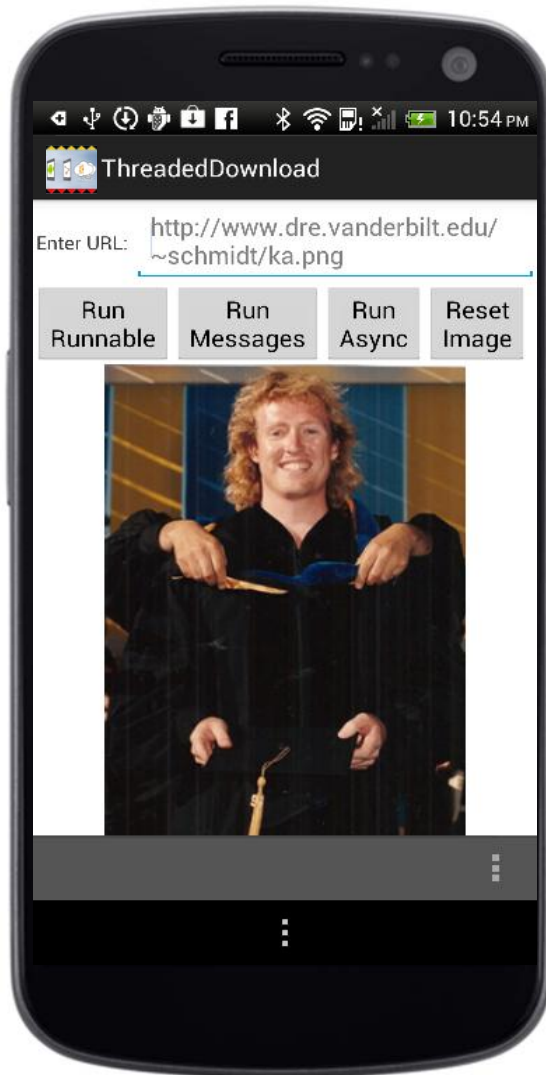 10:54 PM
ThreadedDownload
Enter URL:
http://www.dre.vanderbilt.edu/
~schmidt/ka.png
Run
Runnable
Run
Messages
Run
Async
Reset
Image